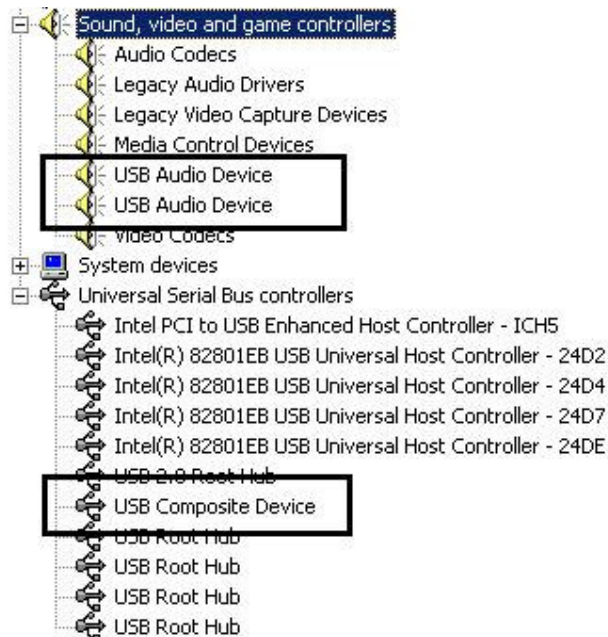 Sound, video and game controllers
Audio Codecs
Legacy Audio Drivers
Legacy Video Capture Devices
Media Control Devices
USB Audio Device
USB Audio Device
Video Codecs
System devices
Universal Serial Bus controllers
Intel PCI to USB Enhanced Host Controller - ICH5
Intel(R) 82801EB USB Universal Host Controller - 24D2
Intel(R) 82801EB USB Universal Host Controller - 24D4
Intel(R) 82801EB USB Universal Host Controller - 24D7
Intel(R) 82801EB USB Universal Host Controller - 24DE
USB 2.0 Root Hub
USB Composite Device
USB Root Hub
USB Root Hub
USB Root Hub
USB Root Hub